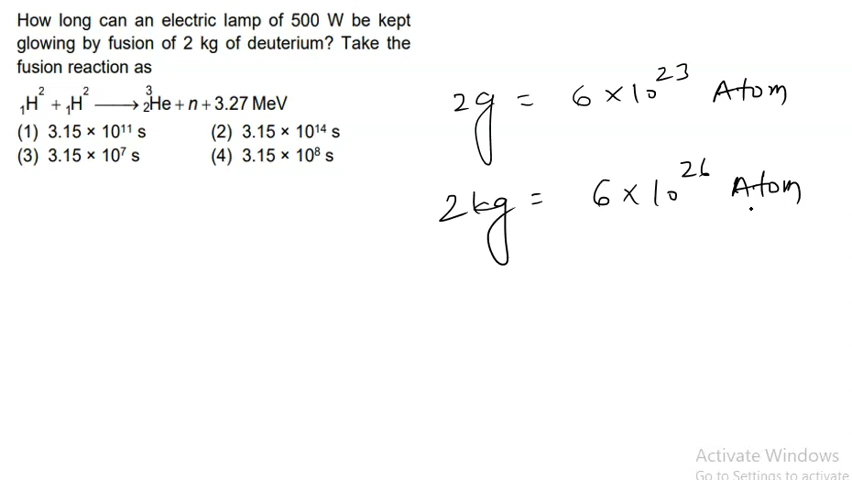 How long can an electric lamp of 500 W be kept
glowing by fusion of 2 kg of deuterium? Take the
fusion reaction as
₁H² + ₁H² ⟶ ³₂He + n + 3.27 MeV
(1) 3.15 × 10¹¹ s (2) 3.15 × 10¹⁴ s
(3) 3.15 × 10⁷ s (4) 3.15 × 10⁸ s
2g = 6 × 10²³ Atom
2kg = 6 × 10²⁶ Atom
Activate Windows
Go to Settings to activate